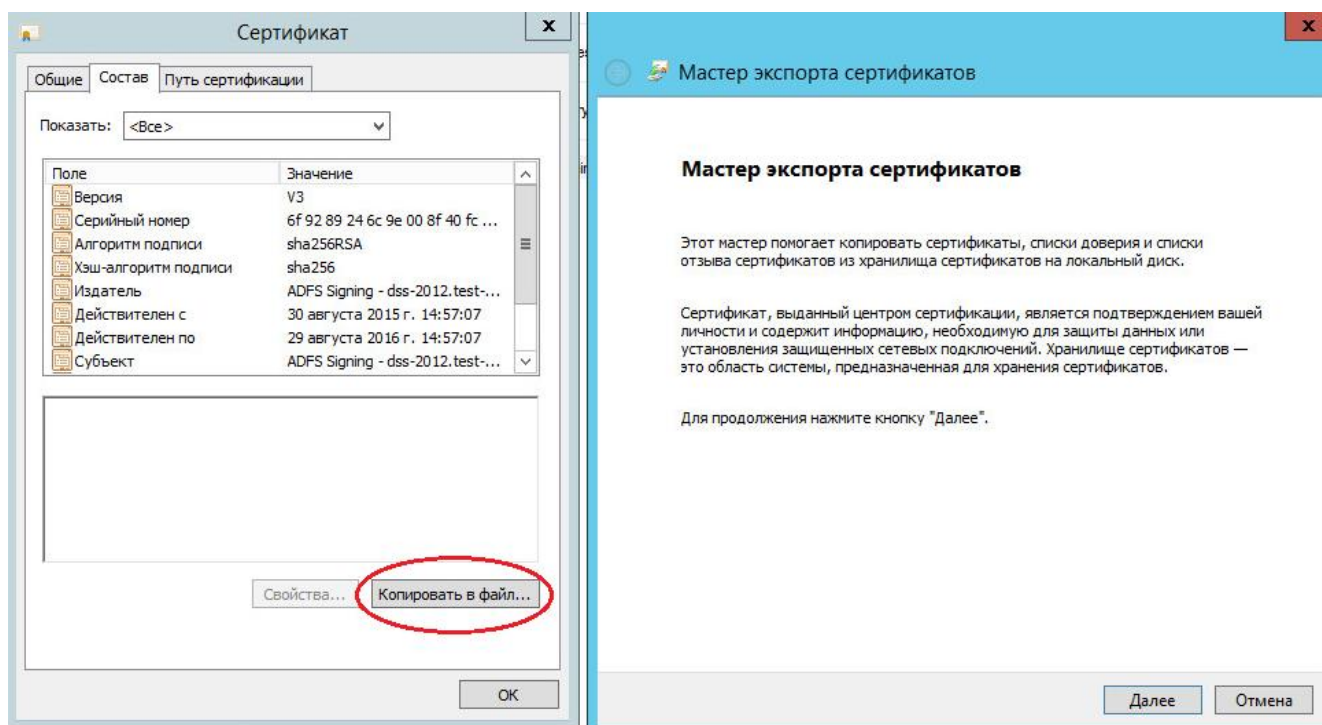 Сертификат
x
Общие Состав Путь сертификации
Показать: <Все>
Поле Значение
Версия V3
Серийный номер 6f 92 89 24 6c 9e 00 8f 40 fc ...
Алгоритм подписи sha256RSA
Хэш-алгоритм подписи sha256
Издатель ADFS Signing - dss-2012.test-...
Действителен с 30 августа 2015 г. 14:57:07
Действителен по 29 августа 2016 г. 14:57:07
Субъект ADFS Signing - dss-2012.test-...
Свойства... Копировать в файл...
ОК
x
Мастер экспорта сертификатов
Мастер экспорта сертификатов
Этот мастер помогает копировать сертификаты, списки доверия и списки
отзыва сертификатов из хранилища сертификатов на локальный диск.
Сертификат, выданный центром сертификации, является подтверждением вашей
личности и содержит информацию, необходимую для защиты данных или
установления защищенных сетевых подключений. Хранилище сертификатов —
это область системы, предназначенная для хранения сертификатов.
Для продолжения нажмите кнопку "Далее".
Далее Отмена